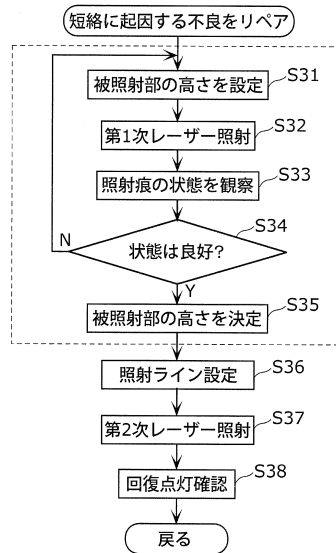 短絡に起因する不良をリペア
被照射部の高さを設定
S31
第1次レーザー照射
S32
照射痕の状態を観察
S33
状態は良好?
S34
N
Y
被照射部の高さを決定
S35
照射ライン設定
S36
第2次レーザー照射
S37
回復点灯確認
S38
戻る